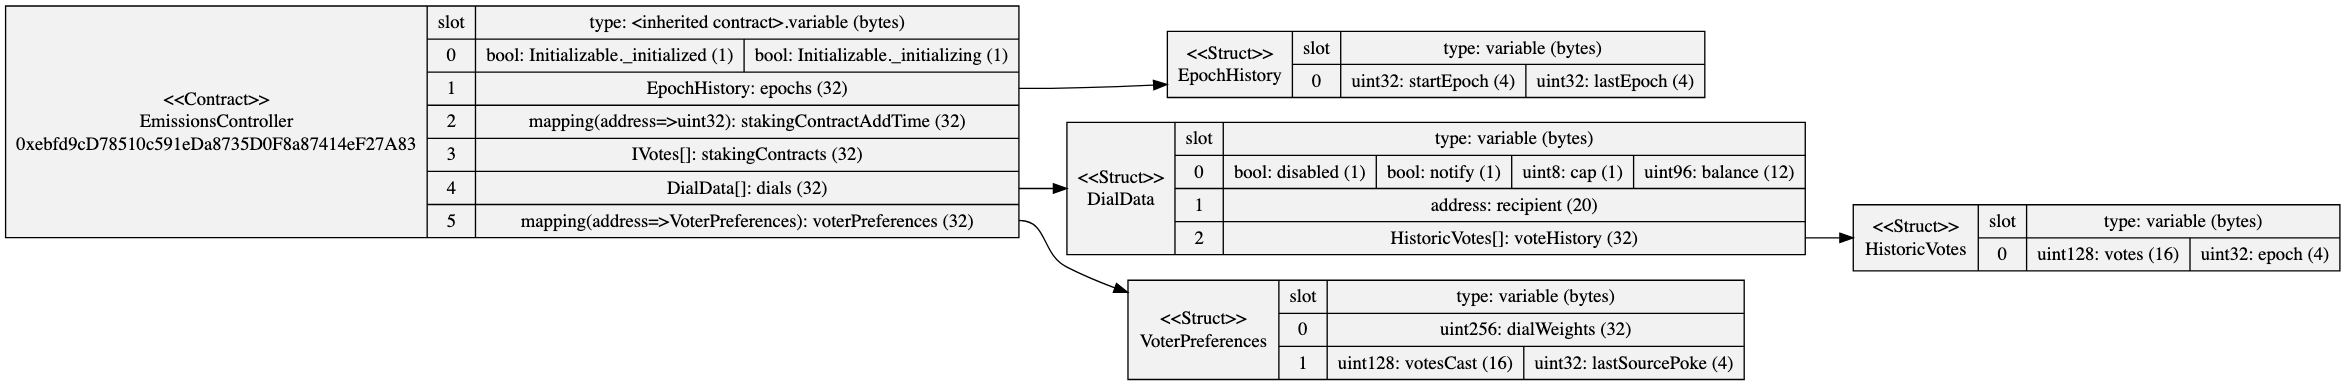 <<Contract>>
EmissionsController
0xebfd9cD78510c591eDa8735D0F8a87414eF27A83
slot type: <inherited contract>.variable (bytes)
0 bool: Initializable._initialized (1) bool: Initializable._initializing (1)
1 EpochHistory: epochs (32)
2 mapping(address=>uint32): stakingContractAddTime (32)
3 IVotes[]: stakingContracts (32)
4 DialData[]: dials (32)
5 mapping(address=>VoterPreferences): voterPreferences (32)
<<Struct>>
EpochHistory
slot type: variable (bytes)
0 uint32: startEpoch (4) uint32: lastEpoch (4)
<<Struct>>
DialData
slot type: variable (bytes)
0 bool: disabled (1) bool: notify (1) uint8: cap (1) uint96: balance (12)
1 address: recipient (20)
2 HistoricVotes[]: voteHistory (32)
<<Struct>>
HistoricVotes
slot type: variable (bytes)
0 uint128: votes (16) uint32: epoch (4)
<<Struct>>
VoterPreferences
slot type: variable (bytes)
0 uint256: dialWeights (32)
1 uint128: votesCast (16) uint32: lastSourcePoke (4)